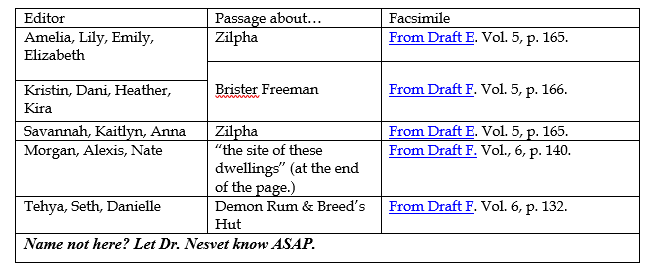 Editor Passage about… Facsimile
Amelia, Lily, Emily, Zilpha From Draft E. Vol. 5, p. 165.
Elizabeth
Kristin, Dani, Heather, Brister Freeman From Draft F. Vol. 5, p. 166.
Kira
Savannah, Kaitlyn, Anna Zilpha From Draft E. Vol. 5, p. 165.
Morgan, Alexis, Nate “the site of these From Draft F. Vol., 6, p. 140.
dwellings” (at the end
of the page.)
Tehya, Seth, Danielle Demon Rum & Breed’s From Draft F. Vol. 6, p. 132.
Hut
Name not here? Let Dr. Nesvet know ASAP.